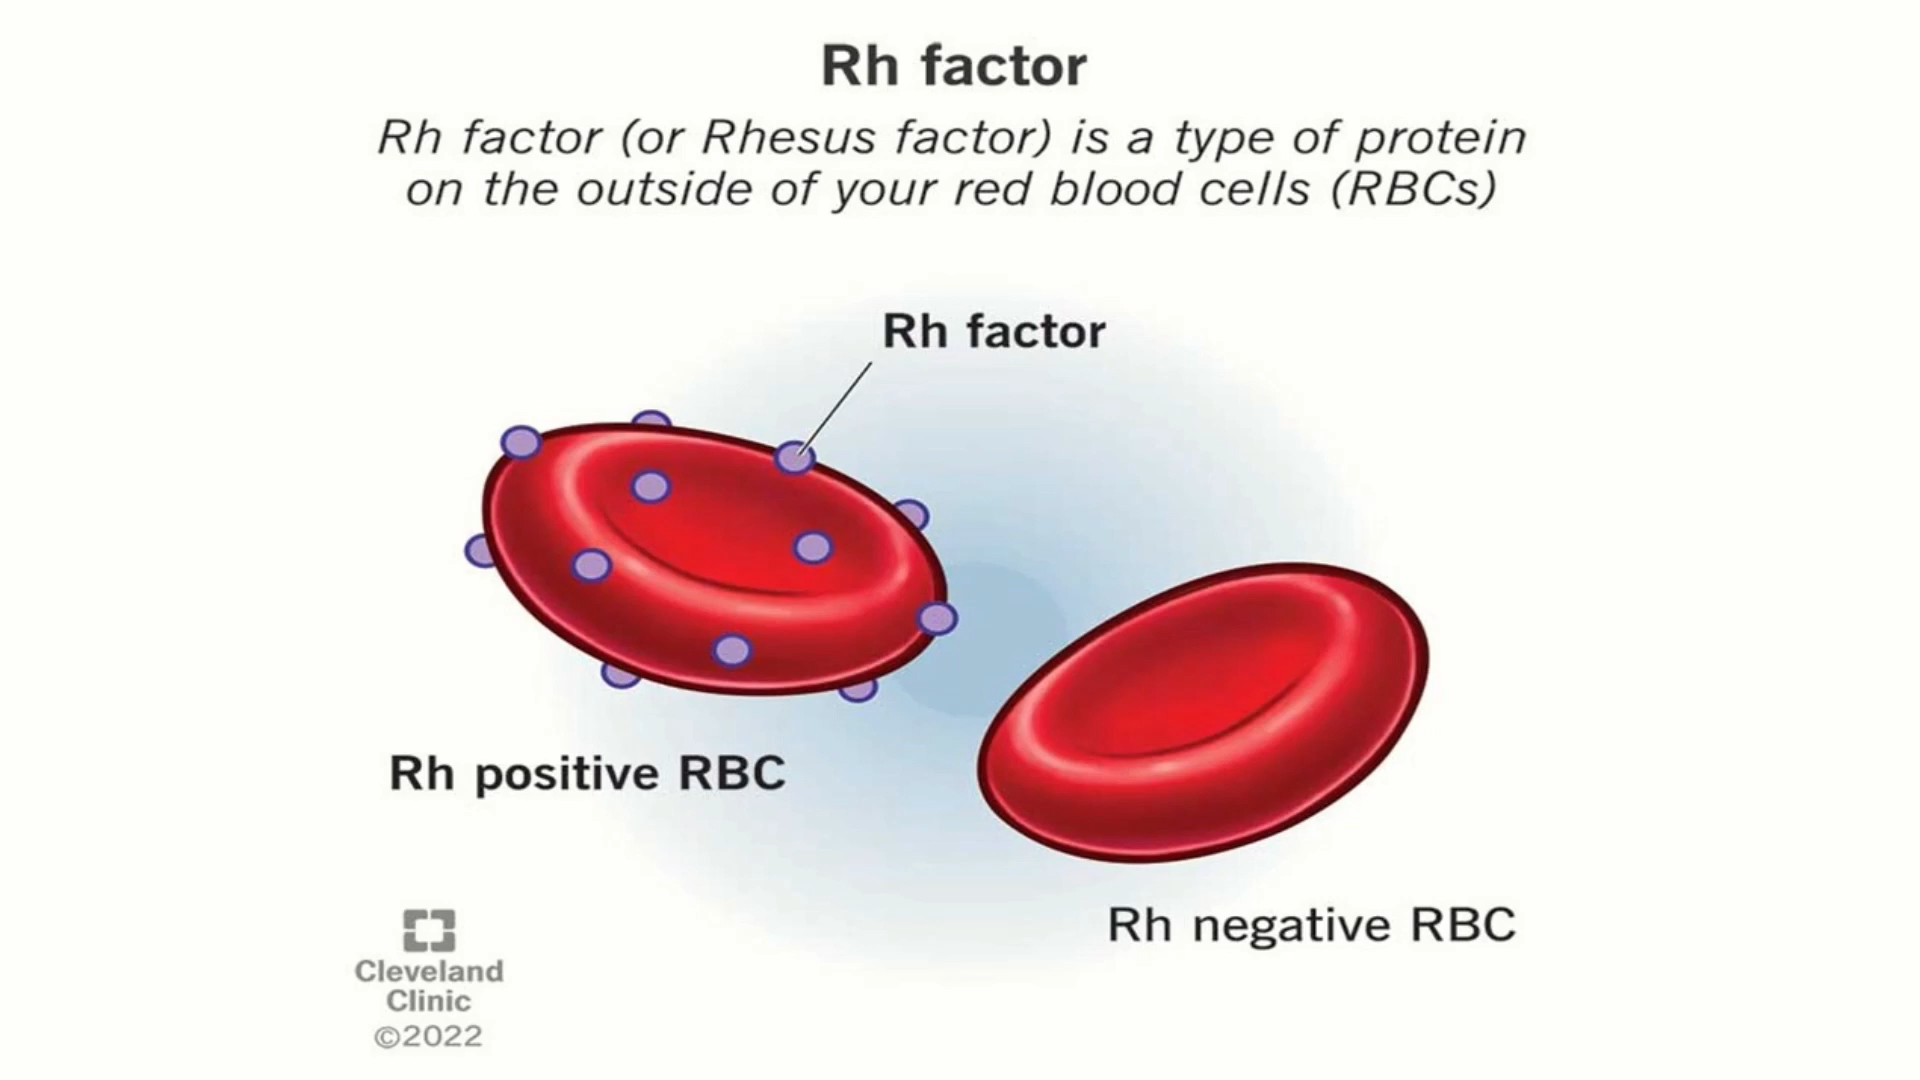 Rh factor
Rh factor (or Rhesus factor) is a type of protein
on the outside of your red blood cells (RBCs)
Rh factor
Rh positive RBC
Rh negative RBC
Cleveland
Clinic
©2022